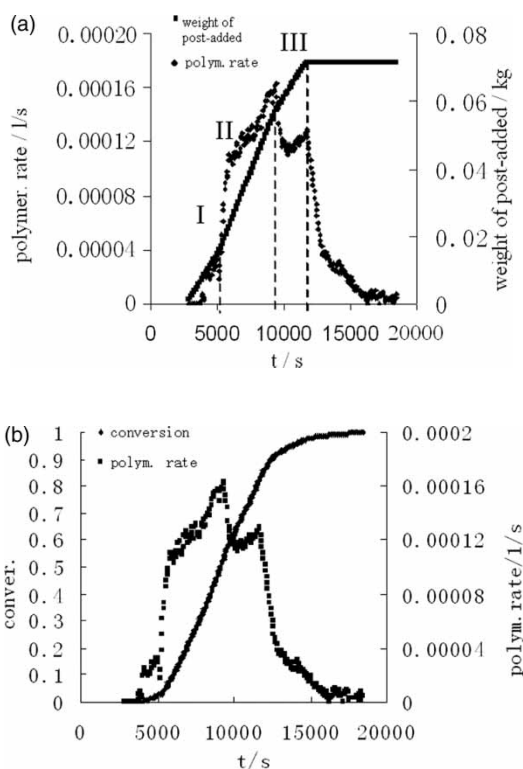 (a)
0.00020
0.00016
0.00012
0.00008
0.00004
0
polymer. rate / l/s
weight of
post-added
polym. rate
I
II
III
0.08
0.06
0.04
0.02
0
weight of post-added / kg
0 5000 10000 15000 20000
t / s
(b)
1
0.9
0.8
0.7
0.6
0.5
0.4
0.3
0.2
0.1
0
conver.
conversion
polym. rate
0.0002
0.00016
0.00012
0.00008
0.00004
0
polym. rate/l/s
0 5000 10000 15000 20000
t/s